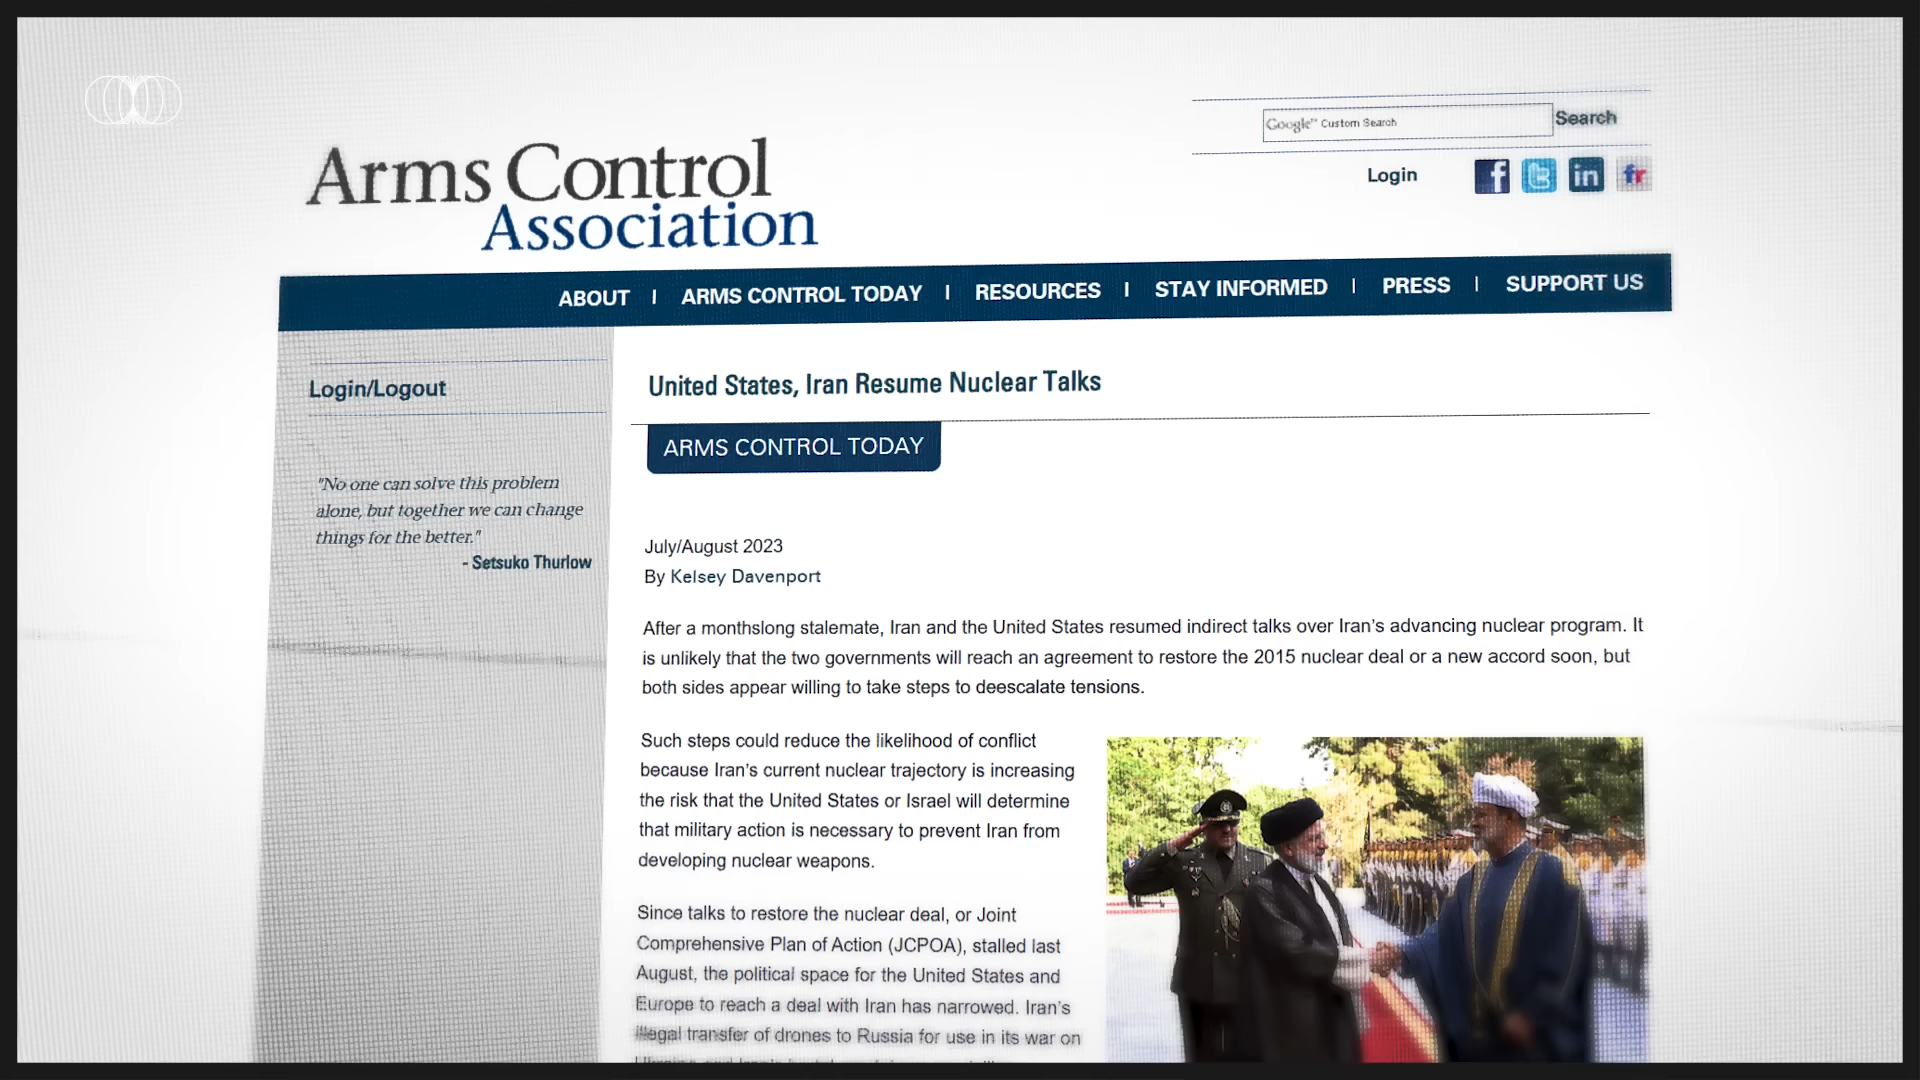 Google™ Custom Search
Search
Login
Arms Control
Association
ABOUT | ARMS CONTROL TODAY | RESOURCES | STAY INFORMED | PRESS | SUPPORT US
Login/Logout
"No one can solve this problem
alone, but together we can change
things for the better."
- Setsuko Thurlow
United States, Iran Resume Nuclear Talks
ARMS CONTROL TODAY
July/August 2023
By Kelsey Davenport
After a monthslong stalemate, Iran and the United States resumed indirect talks over Iran's advancing nuclear program. It
is unlikely that the two governments will reach an agreement to restore the 2015 nuclear deal or a new accord soon, but
both sides appear willing to take steps to deescalate tensions.
Such steps could reduce the likelihood of conflict
because Iran's current nuclear trajectory is increasing
the risk that the United States or Israel will determine
that military action is necessary to prevent Iran from
developing nuclear weapons.
Since talks to restore the nuclear deal, or Joint
Comprehensive Plan of Action (JCPOA), stalled last
August, the political space for the United States and
Europe to reach a deal with Iran has narrowed. Iran's
illegal transfer of drones to Russia for use in its war on